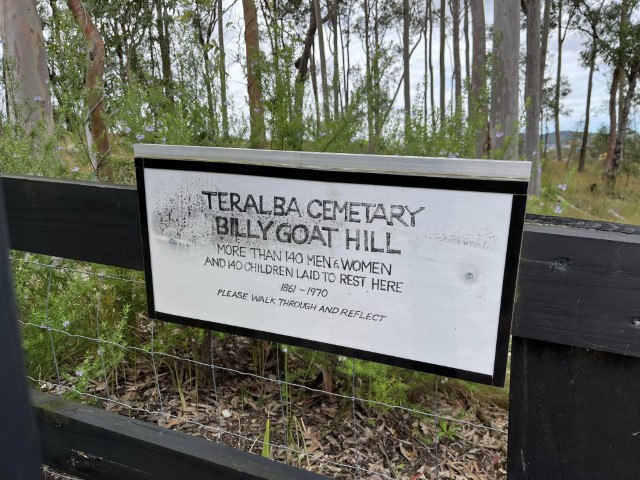 TERALBA CEMETARY
BILLY GOAT HILL
MORE THAN 140 MEN & WOMEN
AND 140 CHILDREN LAID TO REST HERE
1861 - 1970
PLEASE WALK THROUGH AND REFLECT